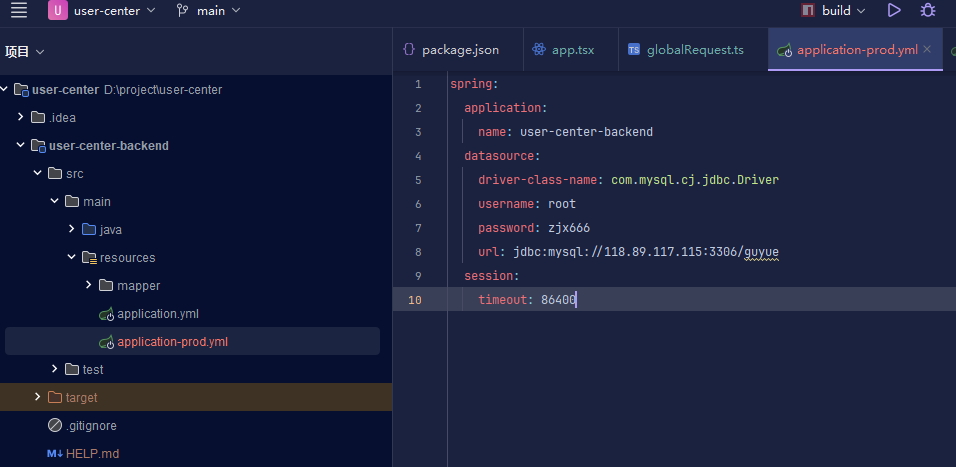 U user-center main build
项目
package.json app.tsx globalRequest.ts application-prod.yml
user-center D:\project\user-center
.idea
user-center-backend
src
main
java
resources
mapper
application.yml
application-prod.yml
test
target
.gitignore
M↓ HELP.md
1 spring:
2 application:
3 name: user-center-backend
4 datasource:
5 driver-class-name: com.mysql.cj.jdbc.Driver
6 username: root
7 password: zjx666
8 url: jdbc:mysql://118.89.117.115:3306/guyue
9 session:
10 timeout: 86400